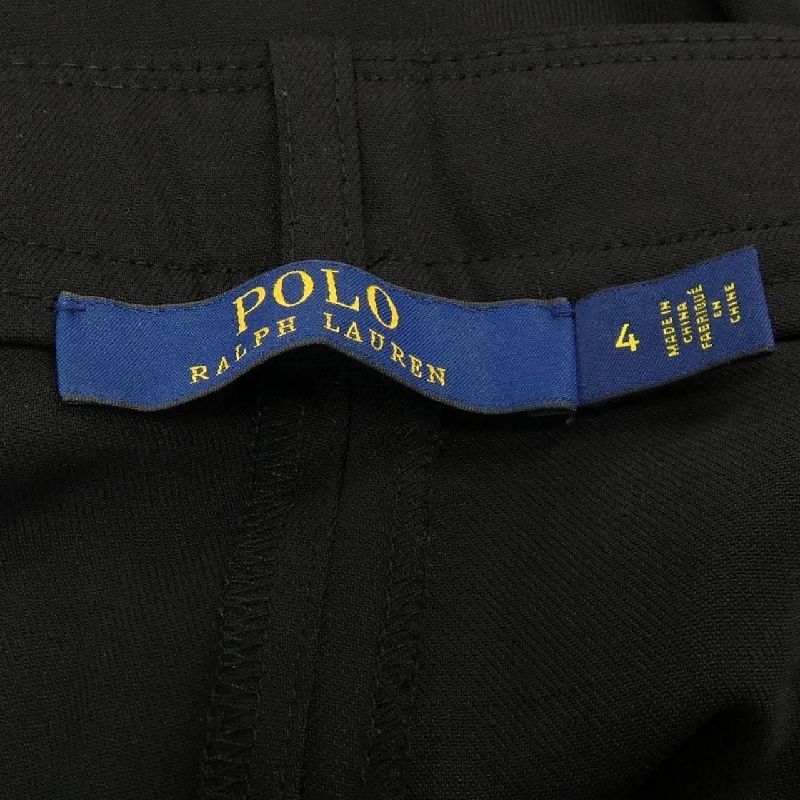 POLO
RALPH LAUREN
4
MADE IN
CHINA
FABRIQUÉ
EN
CHINE